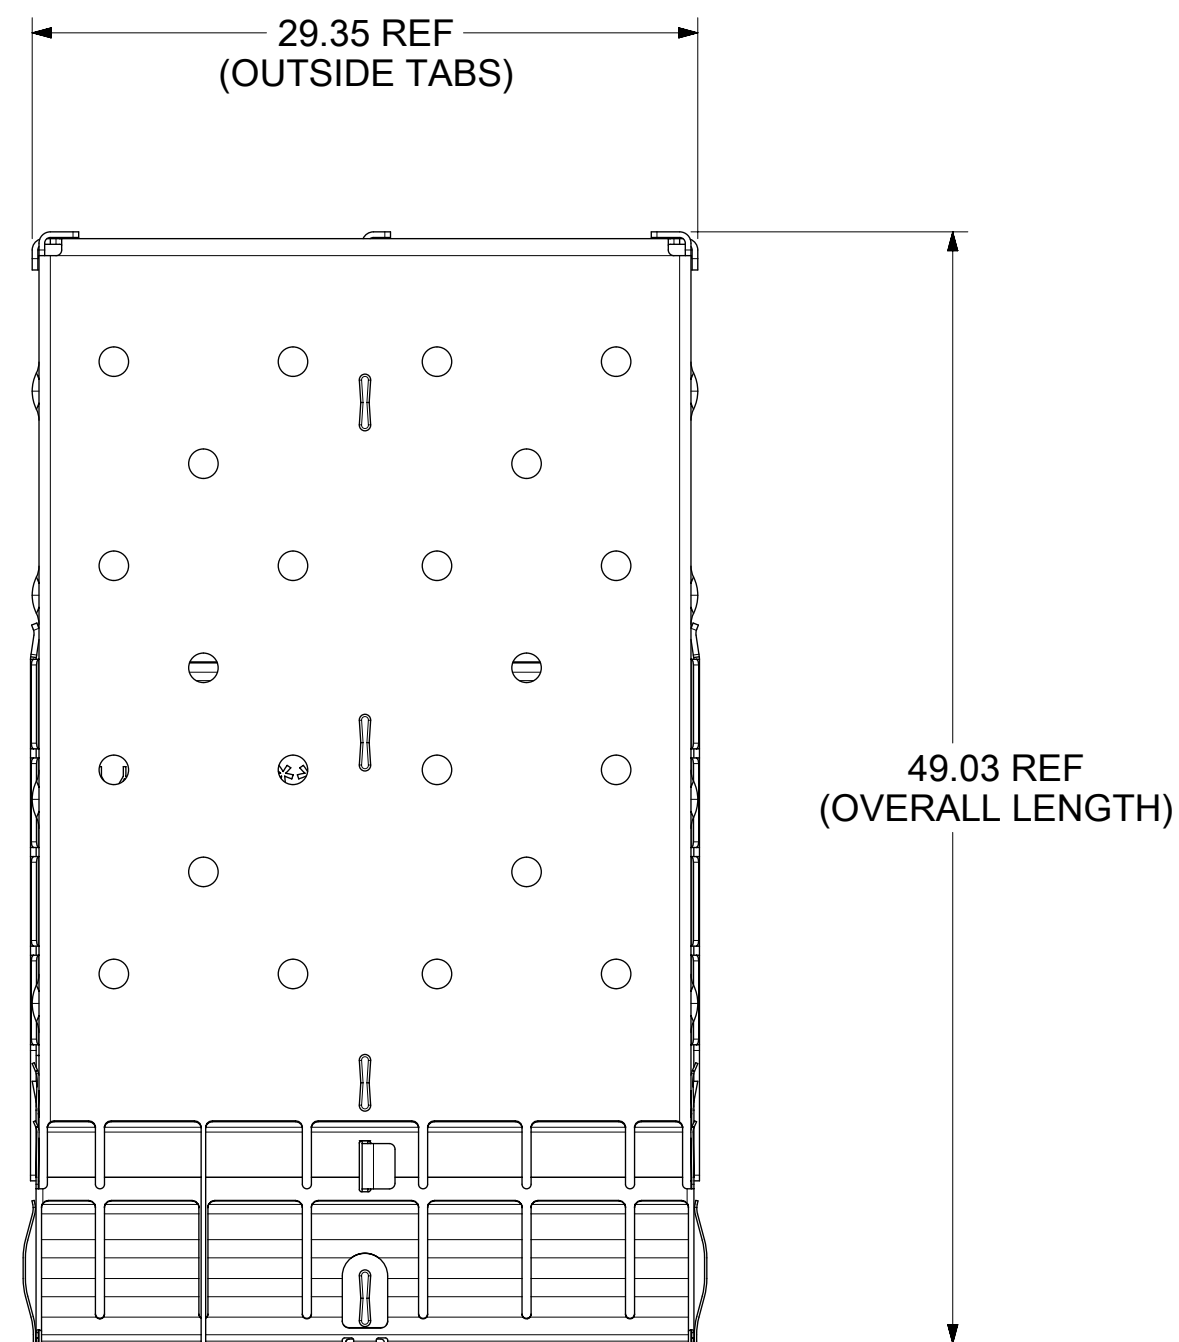 29.35 REF
(OUTSIDE TABS)
49.03 REF
(OVERALL LENGTH)